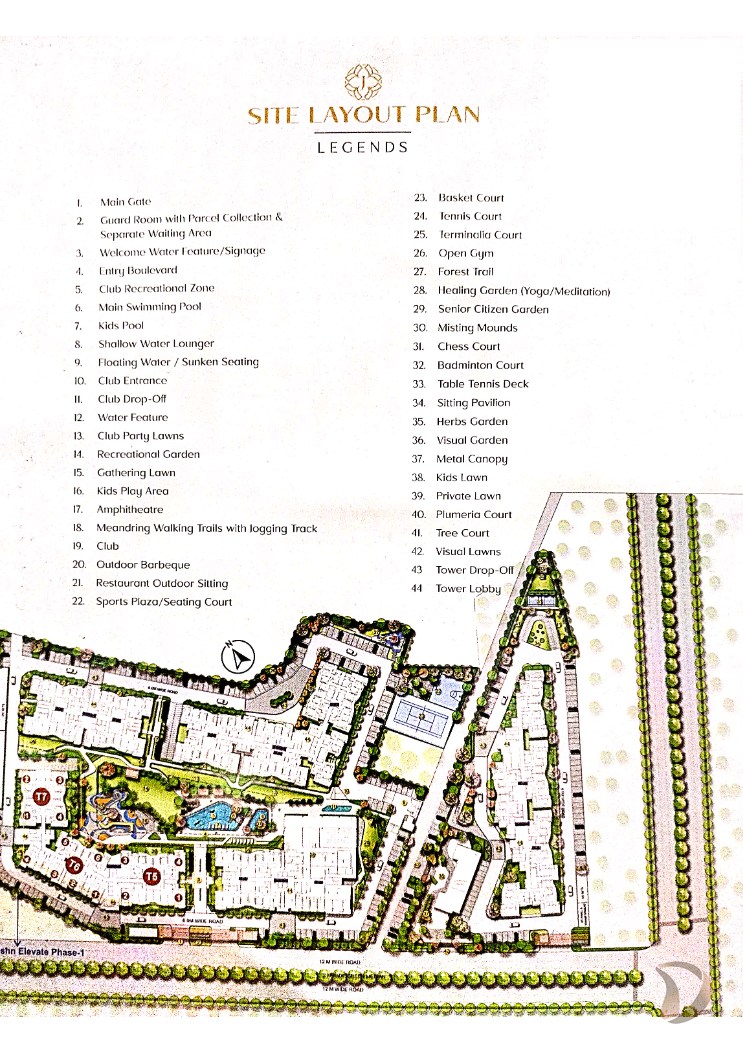 SITE LAYOUT PLAN
LEGENDS
1. Main Gate
2. Guard Room with Parcel Collection &
Separate Waiting Area
3. Welcome Water Feature/Signage
4. Entry Boulevard
5. Club Recreational Zone
6. Main Swimming Pool
7. Kids Pool
8. Shallow Water Lounger
9. Floating Water / Sunken Seating
10. Club Entrance
11. Club Drop-Off
12. Water Feature
13. Club Party Lawns
14. Recreational Garden
15. Gathering Lawn
16. Kids Play Area
17. Amphitheatre
18. Meandring Walking Trails with Jogging Track
19. Club
20. Outdoor Barbeque
21. Restaurant Outdoor Sitting
22. Sports Plaza/Seating Court
23. Basket Court
24. Tennis Court
25. Terminalia Court
26. Open Gym
27. Forest Trail
28. Healing Garden (Yoga/Meditation)
29. Senior Citizen Garden
30. Misting Mounds
31. Chess Court
32. Badminton Court
33. Table Tennis Deck
34. Sitting Pavilion
35. Herbs Garden
36. Visual Garden
37. Metal Canopy
38. Kids Lawn
39. Private Lawn
40. Plumeria Court
41. Tree Court
42. Visual Lawns
43 Tower Drop-Off
44 Tower Lobby
T7
T6
T5
WIDE ROAD
shn Elevate Phase-1
12 M WIDE ROAD
12 M WIDE ROAD